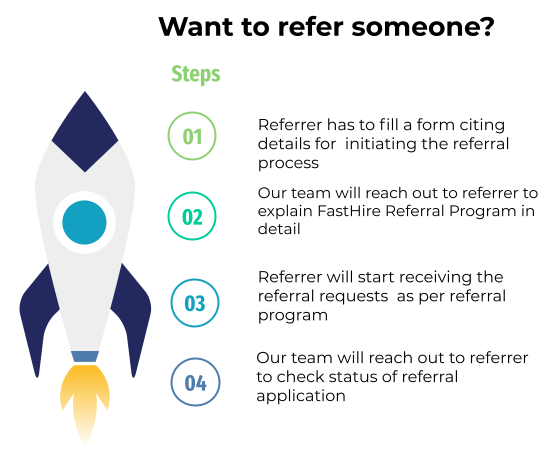 Want to refer someone?
Steps
01
Referrer has to fill a form citing
details for  initiating the referral
process
02
Our team will reach out to referrer to
explain FastHire Referral Program in
detail
03
Referrer will start receiving the
referral requests  as per referral
program
04
Our team will reach out to referrer
to check status of referral
application